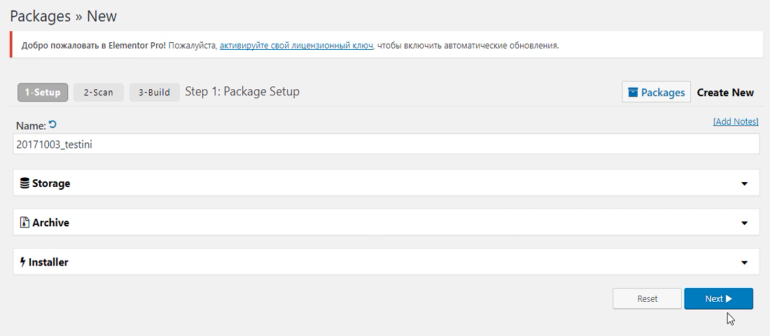 Packages » New
Добро пожаловать в Elementor Pro! Пожалуйста, активируйте свой лицензионный ключ, чтобы включить автоматические обновления.
1-Setup 2-Scan 3-Build Step 1: Package Setup Packages Create New
Name: [Add Notes]
20171003_testini
Storage
Archive
Installer
Reset Next